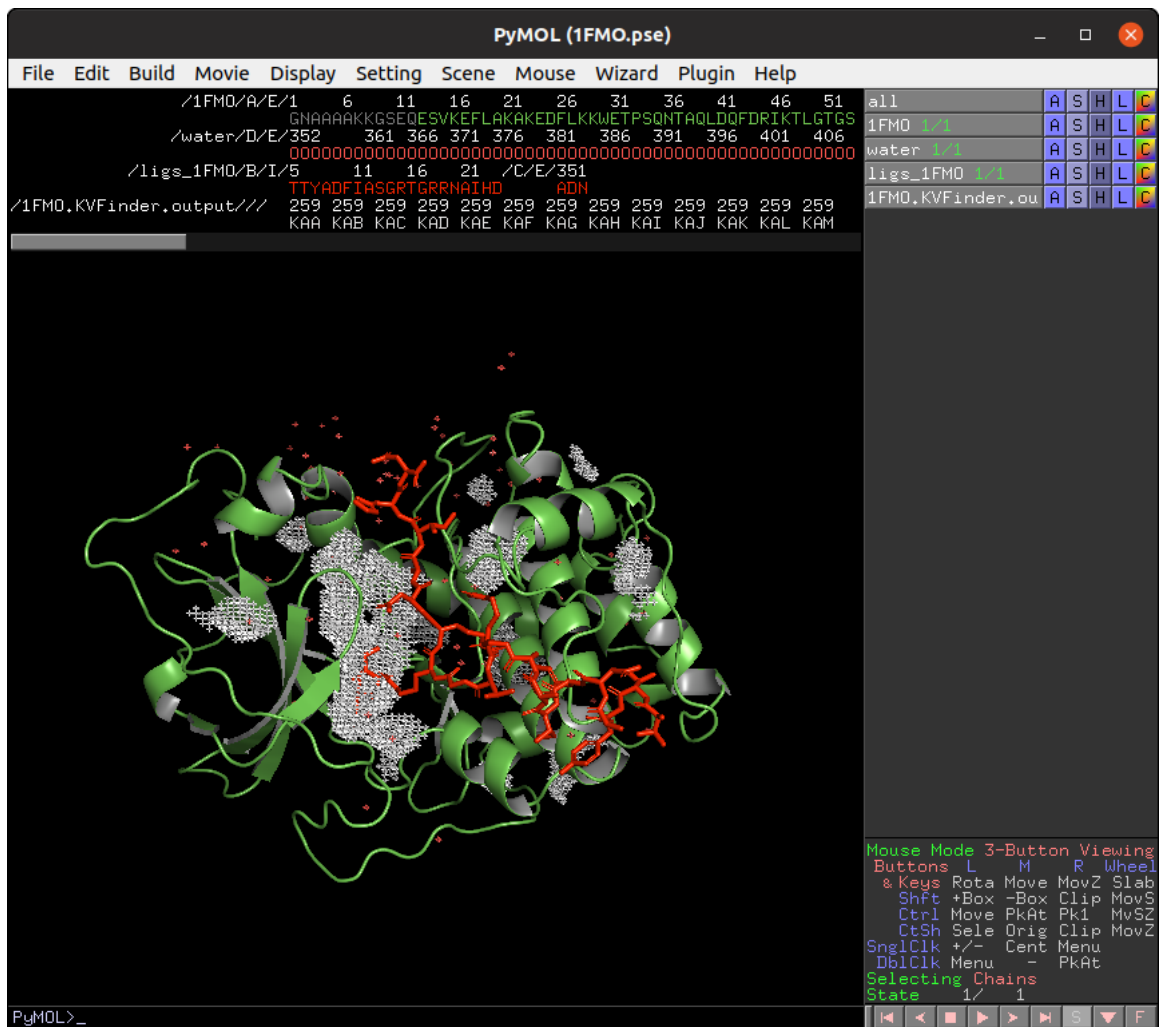 PyMOL (1FMO.pse)
File Edit Build Movie Display Setting Scene Mouse Wizard Plugin Help
/1FMO/A/E/1 6 11 16 21 26 31 36 41 46 51
GNAAAAKKGSEQESVKEFLAKAKEDFLKKWETPSQNTAQLDQFDRIKTLGTGS
/water/D/E/352 361 366 371 376 381 386 391 396 401 406
OOOOOOOOOOOOOOOOOOOOOOOOOOOOOOOOOOOOOOOOOOOOOOOOOOOOO
/ligs_1FMO/B/I/5 11 16 21 /C/E/351
TTYADFIASGRTGRRNAIHD ADN
/1FMO.KVFinder.output/// 259 259 259 259 259 259 259 259 259 259 259 259 259
KAA KAB KAC KAD KAE KAF KAG KAH KAI KAJ KAK KAL KAM
all A S H L C
1FMO 1/1 A S H L C
water 1/1 A S H L C
ligs_1FMO 1/1 A S H L C
1FMO.KVFinder.ou A S H L C
Mouse Mode 3-Button Viewing
Buttons L M R Wheel
& Keys Rota Move MovZ Slab
Shft +Box -Box Clip MovS
Ctrl Move PkAt Pk1 MvSZ
CtSh Sele Orig Clip MovZ
SnglClk +/- Cent Menu
DblClk Menu - PkAt
Selecting Chains
State 1/ 1
PyMOL>_
S F